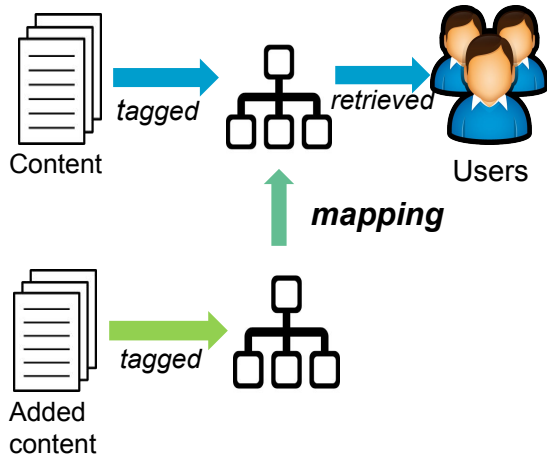 tagged
retrieved
Content
Users
mapping
tagged
Added
content